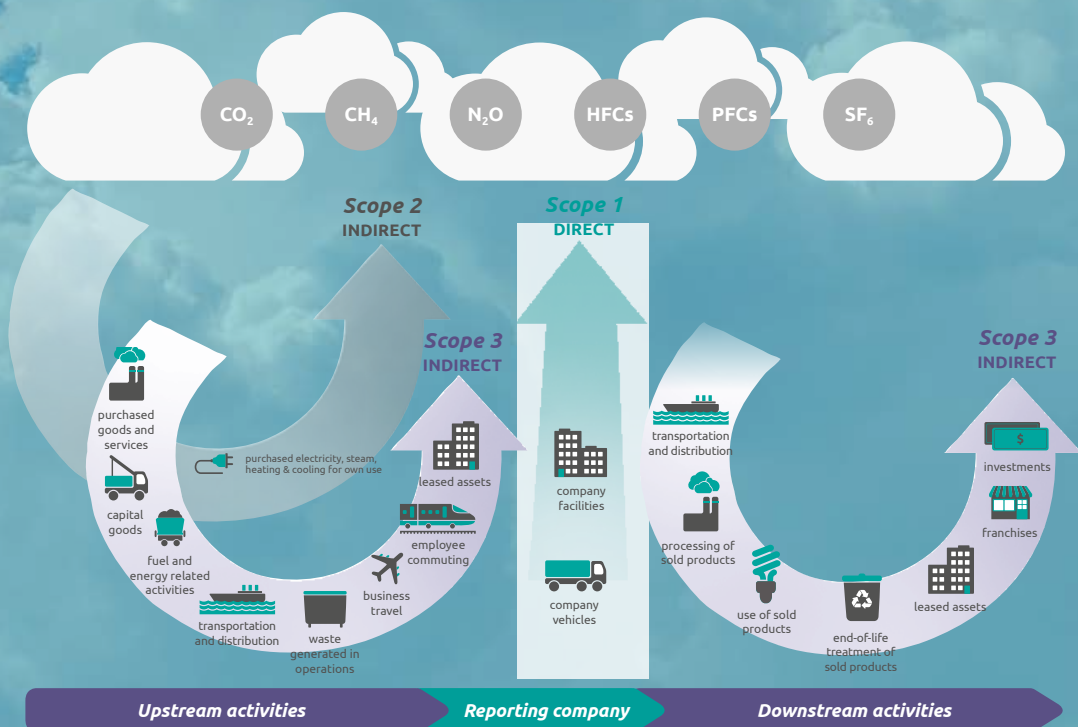 CO₂
CH₄
N₂O
HFCs
PFCs
SF₆
Scope 2
INDIRECT
Scope 1
DIRECT
Scope 3
INDIRECT
Scope 3
INDIRECT
purchased
goods and
services
capital
goods
fuel and
energy related
activities
transportation
and distribution
waste
generated in
operations
business
travel
employee
commuting
leased assets
purchased electricity, steam,
heating & cooling for own use
company
facilities
company
vehicles
transportation
and distribution
processing of
sold products
use of sold
products
end-of-life
treatment of
sold products
leased assets
franchises
investments
$
Upstream activities
Reporting company
Downstream activities